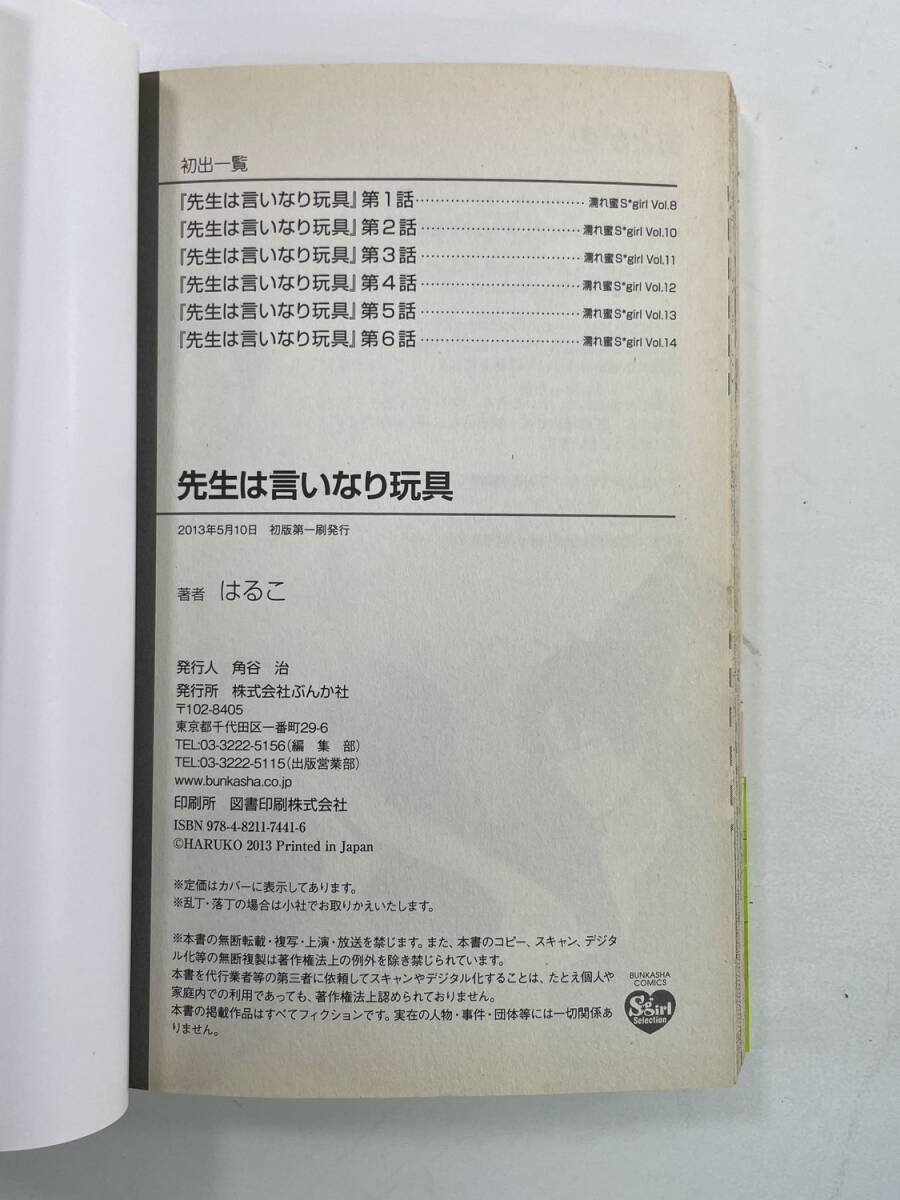 初出一覧
『先生は言いなり玩具』第1話……………………………濡れ蜜S*girl Vol.8
『先生は言いなり玩具』第2話……………………………濡れ蜜S*girl Vol.10
『先生は言いなり玩具』第3話……………………………濡れ蜜S*girl Vol.11
『先生は言いなり玩具』第4話……………………………濡れ蜜S*girl Vol.12
『先生は言いなり玩具』第5話……………………………濡れ蜜S*girl Vol.13
『先生は言いなり玩具』第6話……………………………濡れ蜜S*girl Vol.14
先生は言いなり玩具
2013年5月10日　初版第一刷発行
著者　はるこ
発行人　角谷　治
発行所　株式会社ぶんか社
〒102-8405
東京都千代田区一番町29-6
TEL:03-3222-5156(編　集　部)
TEL:03-3222-5115(出版営業部)
www.bunkasha.co.jp
印刷所　図書印刷株式会社
ISBN 978-4-8211-7441-6
©HARUKO 2013 Printed in Japan
※定価はカバーに表示してあります。
※乱丁・落丁の場合は小社でお取りかえいたします。
※本書の無断転載・複写・上演・放送を禁じます。また、本書のコピー、スキャン、デジタ
ル化等の無断複製は著作権法上の例外を除き禁じられています。
本書を代行業者等の第三者に依頼してスキャンやデジタル化することは、たとえ個人や
家庭内での利用であっても、著作権法上認められておりません。
本書の掲載作品はすべてフィクションです。実在の人物・事件・団体等には一切関係あ
りません。
BUNKASHA
COMICS
S*girl
Selection